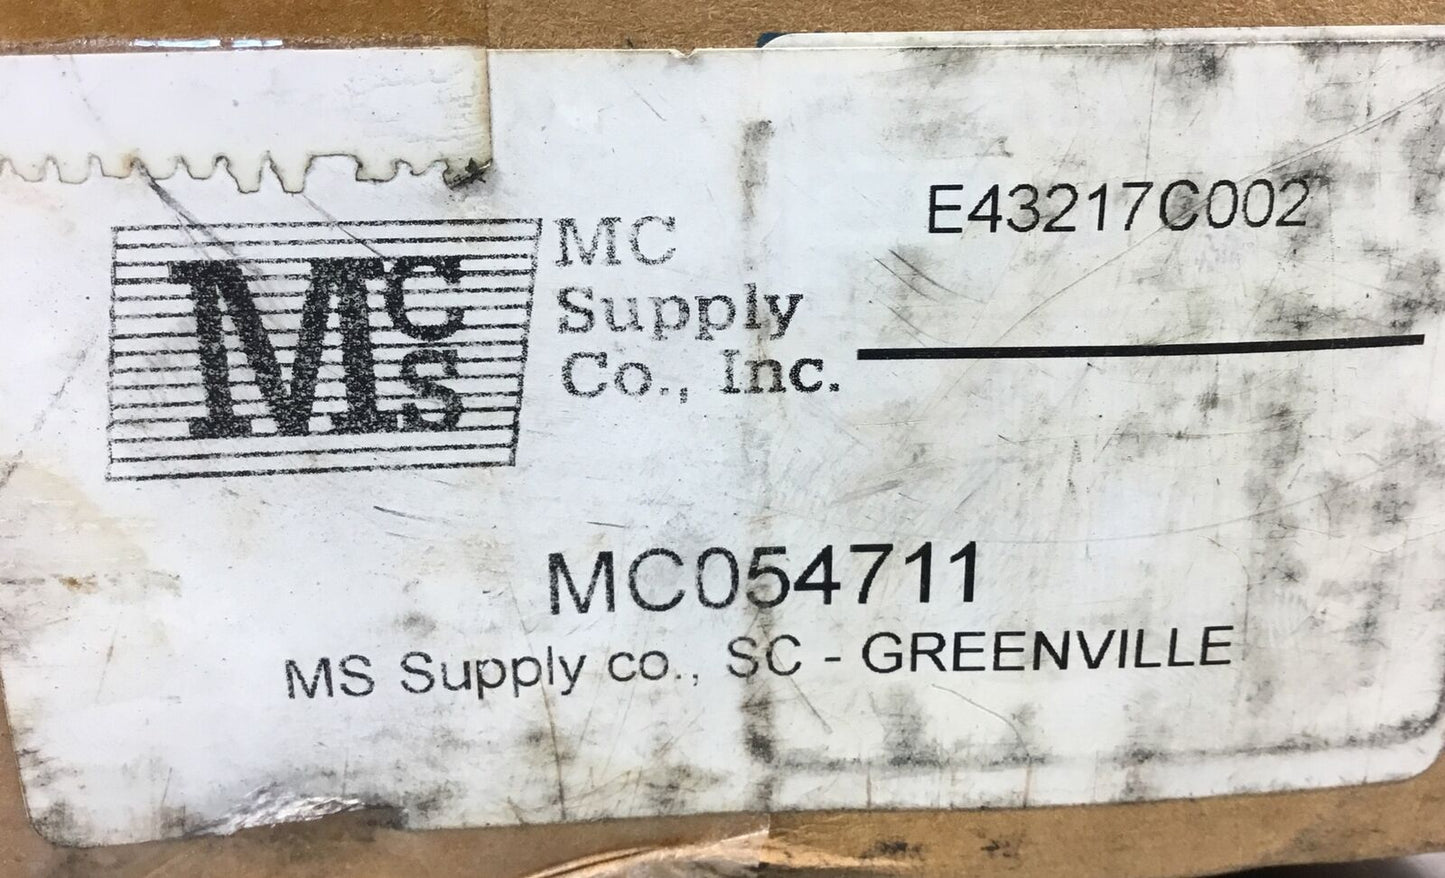 MCS
MC
Supply
Co., Inc.
E43217C002
MC054711
MS Supply co., SC - GREENVILLE